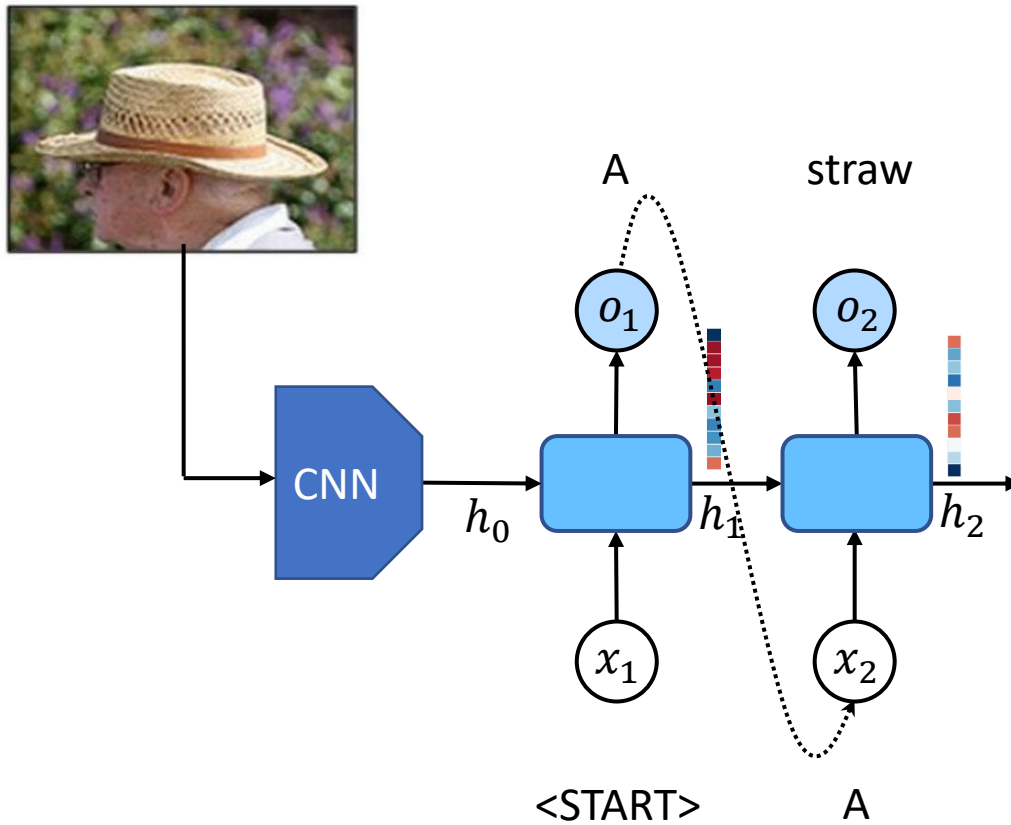 A straw
o₁ o₂
CNN
h₀ h₁ h₂
x₁ x₂
<START> A